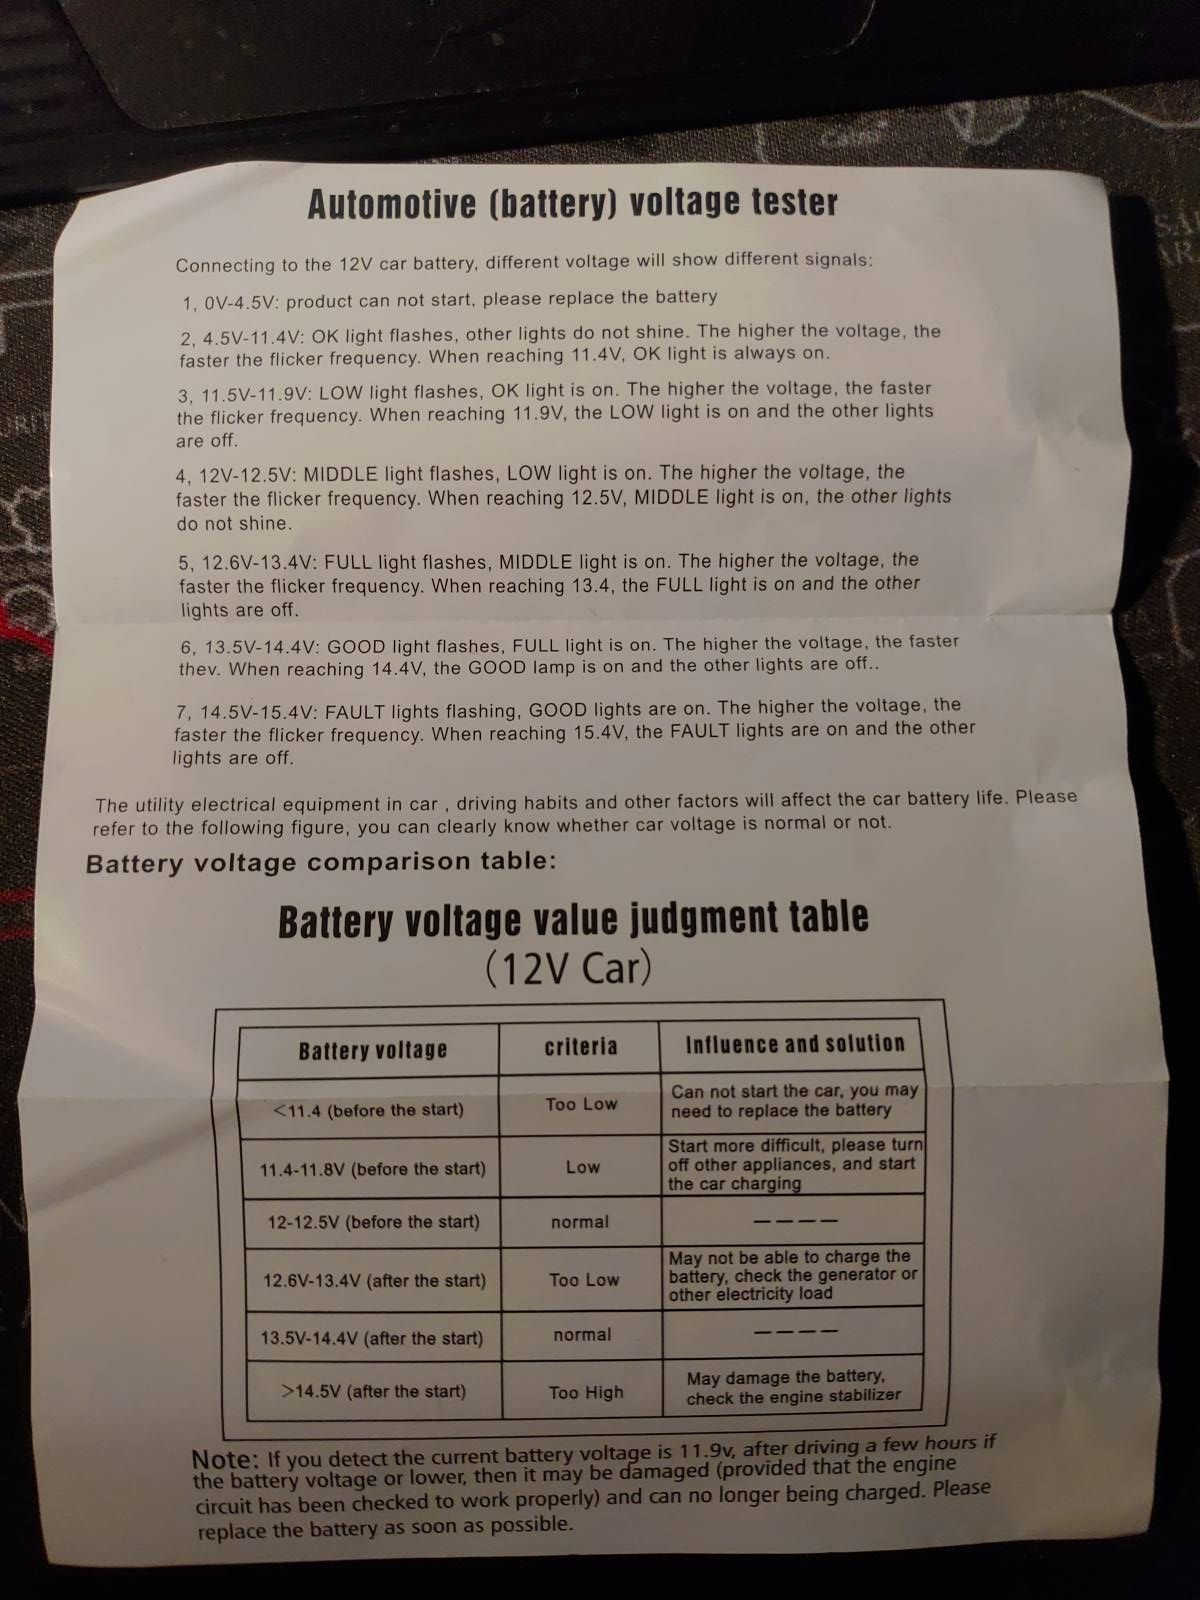 Automotive (battery) voltage tester
Connecting to the 12V car battery, different voltage will show different signals:
1, 0V-4.5V: product can not start, please replace the battery
2, 4.5V-11.4V: OK light flashes, other lights do not shine. The higher the voltage, the
faster the flicker frequency. When reaching 11.4V, OK light is always on.
3, 11.5V-11.9V: LOW light flashes, OK light is on. The higher the voltage, the faster
the flicker frequency. When reaching 11.9V, the LOW light is on and the other lights
are off.
4, 12V-12.5V: MIDDLE light flashes, LOW light is on. The higher the voltage, the
faster the flicker frequency. When reaching 12.5V, MIDDLE light is on, the other lights
do not shine.
5, 12.6V-13.4V: FULL light flashes, MIDDLE light is on. The higher the voltage, the
faster the flicker frequency. When reaching 13.4, the FULL light is on and the other
lights are off.
6, 13.5V-14.4V: GOOD light flashes, FULL light is on. The higher the voltage, the faster
thev. When reaching 14.4V, the GOOD lamp is on and the other lights are off..
7, 14.5V-15.4V: FAULT lights flashing, GOOD lights are on. The higher the voltage, the
faster the flicker frequency. When reaching 15.4V, the FAULT lights are on and the other
lights are off.
The utility electrical equipment in car , driving habits and other factors will affect the car battery life. Please
refer to the following figure, you can clearly know whether car voltage is normal or not.
Battery voltage comparison table:
Battery voltage value judgment table
(12V Car)
Battery voltage criteria Influence and solution
<11.4 (before the start) Too Low Can not start the car, you may
need to replace the battery
11.4-11.8V (before the start) Low Start more difficult, please turn
off other appliances, and start
the car charging
12-12.5V (before the start) normal ----
12.6V-13.4V (after the start) Too Low May not be able to charge the
battery, check the generator or
other electricity load
13.5V-14.4V (after the start) normal ----
>14.5V (after the start) Too High May damage the battery,
check the engine stabilizer
Note: If you detect the current battery voltage is 11.9v, after driving a few hours if
the battery voltage or lower, then it may be damaged (provided that the engine
circuit has been checked to work properly) and can no longer being charged. Please
replace the battery as soon as possible.